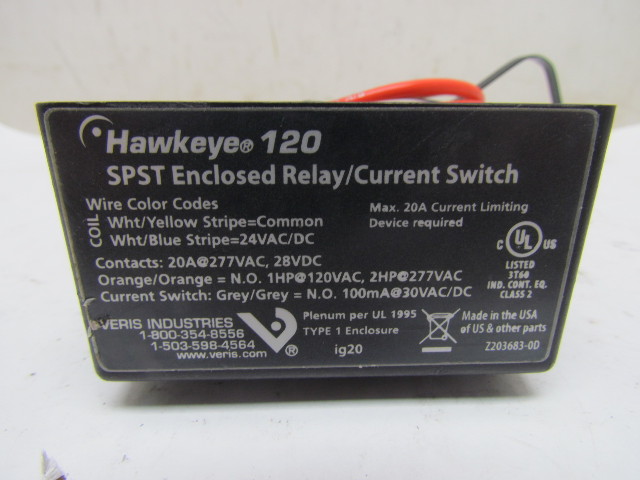 Hawkeye® 120
SPST Enclosed Relay/Current Switch
Wire Color Codes
COIL
Wht/Yellow Stripe=Common
Wht/Blue Stripe=24VAC/DC
Max. 20A Current Limiting
Device required
Contacts: 20A@277VAC, 28VDC
Orange/Orange = N.O. 1HP@120VAC, 2HP@277VAC
Current Switch: Grey/Grey = N.O. 100mA@30VAC/DC
C UL US
LISTED
3T60
IND. CONT. EQ.
CLASS 2
VERIS INDUSTRIES
1-800-354-8556
1-503-598-4564
www.veris.com
®
Plenum per UL 1995
TYPE 1 Enclosure
ig20
Made in the USA
of US & other parts
Z203683-0D